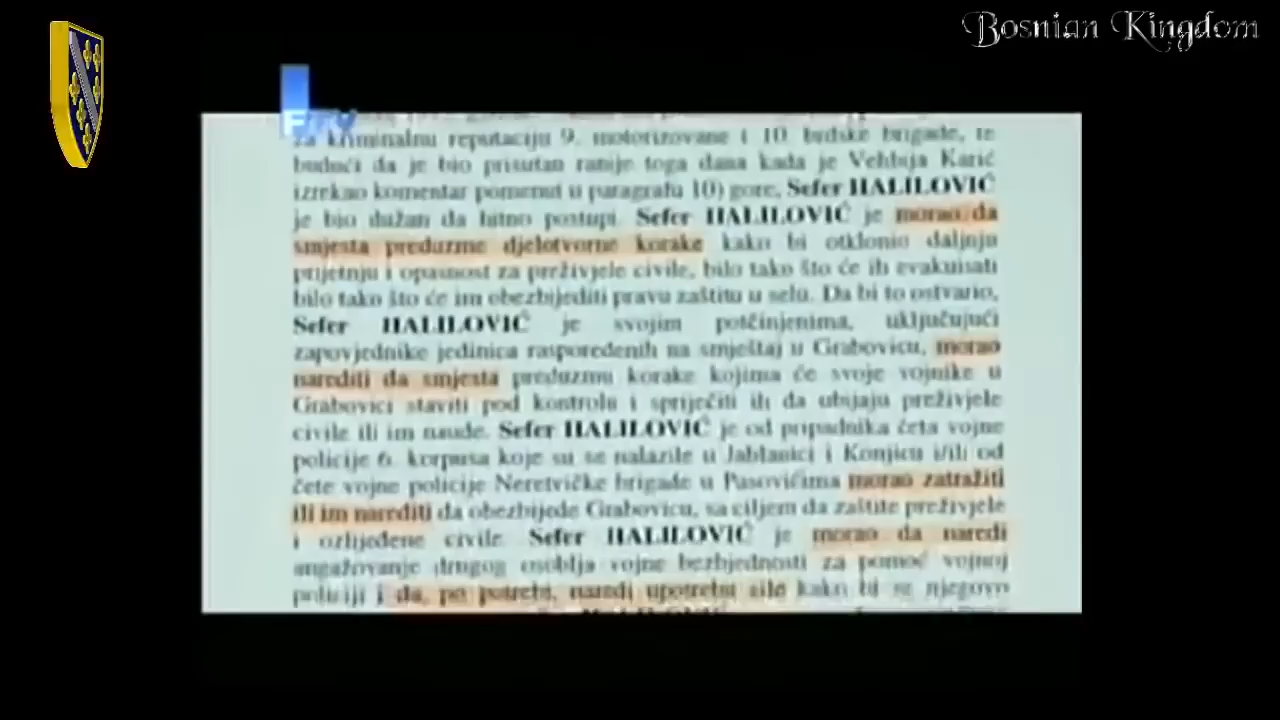 Bosnian Kingdom
FTV
za kriminalnu reputaciju 9. motorizovane i 10. brdske brigade, te
budući da je bio prisutan ranije toga dana kada je Vehbija Karić
izrekao komentar pomenut u paragrafu 10) gore, Sefer HALILOVIĆ
je bio dužan da hitno postupi. Sefer HALILOVIĆ je morao da
smjesta preduzme djelotvorne korake kako bi otklonio daljnju
prijetnju i opasnost za preživjele civile, bilo tako što će ih evakuisati
bilo tako što će im obezbijediti pravu zaštitu u selu. Da bi to ostvario,
Sefer HALILOVIĆ je svojim potčinjenima, uključujući
zapovjednike jedinica raspoređenih na smještaj u Grabovicu, morao
narediti da smjesta preduzmu korake kojima će svoje vojnike u
Grabovici staviti pod kontrolu i spriječiti ih da ubijaju preživjele
civile ili im naude. Sefer HALILOVIĆ je od pripadnika četa vojne
policije 6. korpusa koje su se nalazile u Jablanici i Konjicu i/ili od
čete vojne policije Neretvičke brigade u Pasovićima morao zatražiti
ili im narediti da obezbijede Grabovicu, sa ciljem da zaštite preživjele
i ozlijeđene civile. Sefer HALILOVIĆ je morao da naredi
angažovanje drugog osoblja vojne bezbjednosti za pomoć vojnoj
policiji i da, po potrebi, naredi upotrebu sile kako bi se njegovo